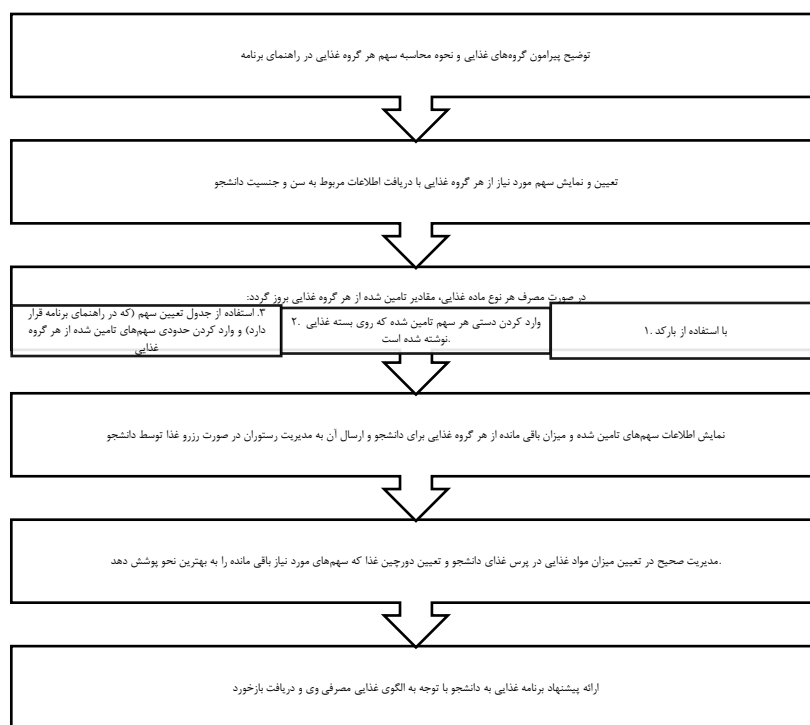 توضیح پیرامون گروه‌های غذایی و نحوه محاسبه سهم هر گروه غذایی در راهنمای برنامه
تعیین و نمایش سهم مورد نیاز از هر گروه غذایی با دریافت اطلاعات مربوط به سن و جنسیت دانشجو
در صورت مصرف هر نوع ماده غذایی، مقادیر تامین شده از هر گروه غذایی بروز گردد:
با استفاده از بارکد .۱
وارد کردن دستی هر سهم تامین شده که روی بسته غذایی .۲
نوشته شده است.
۳. استفاده از جدول تعیین سهم (که در راهنمای برنامه قرار
دارد) و وارد کردن حدودی سهم‌های تامین شده از هر گروه
غذایی
نمایش اطلاعات سهم‌های تامین شده و میزان باقی مانده از هر گروه غذایی برای دانشجو و ارسال آن به مدیریت رستوران در صورت رزرو غذا توسط دانشجو
.مدیریت صحیح در تعیین میزان مواد غذایی در پرس غذای دانشجو و تعیین دورچین غذا که سهم‌های مورد نیاز باقی مانده را به بهترین نحو پوشش دهد
ارائه پیشنهاد برنامه غذایی به دانشجو با توجه به الگوی غذایی مصرفی وی و دریافت بازخورد